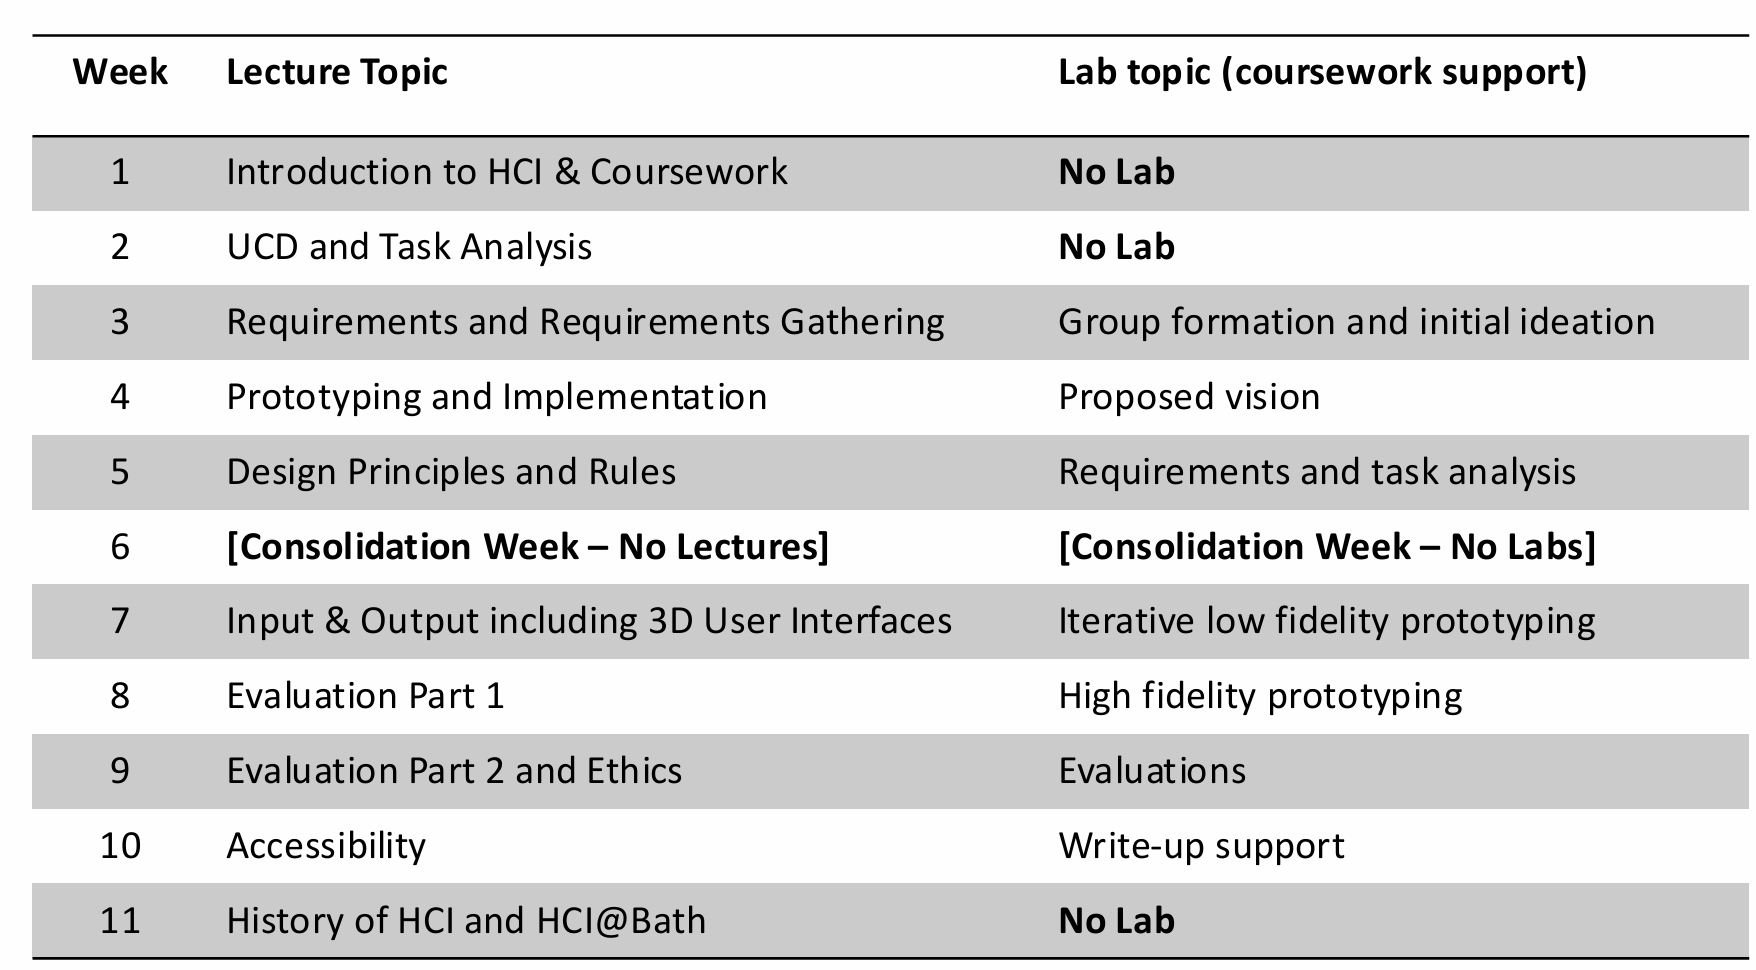 Week Lecture Topic Lab topic (coursework support)
1 Introduction to HCI & Coursework No Lab
2 UCD and Task Analysis No Lab
3 Requirements and Requirements Gathering Group formation and initial ideation
4 Prototyping and Implementation Proposed vision
5 Design Principles and Rules Requirements and task analysis
6 [Consolidation Week – No Lectures] [Consolidation Week – No Labs]
7 Input & Output including 3D User Interfaces Iterative low fidelity prototyping
8 Evaluation Part 1 High fidelity prototyping
9 Evaluation Part 2 and Ethics Evaluations
10 Accessibility Write-up support
11 History of HCI and HCI@Bath No Lab